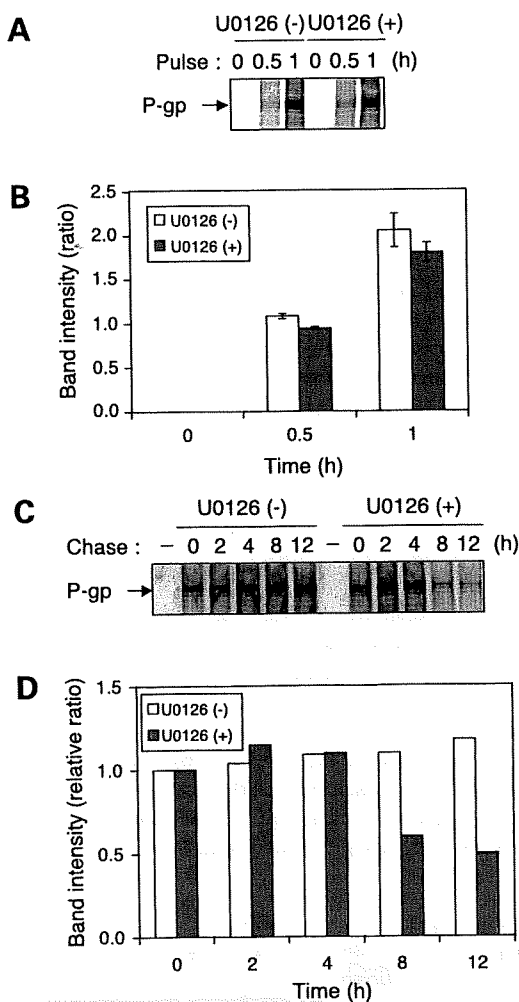 A
U0126 (-) U0126 (+)
Pulse : 0 0.5 1 0 0.5 1 (h)
P-gp
B
Band intensity (ratio)
2.5
2.0
1.5
1.0
0.5
0.0
U0126 (-)
U0126 (+)
0 0.5 1
Time (h)
C
U0126 (-) U0126 (+)
Chase : – 0 2 4 8 12 – 0 2 4 8 12 (h)
P-gp
D
Band intensity (relative ratio)
1.5
1.0
0.5
0.0
U0126 (-)
U0126 (+)
0 2 4 8 12
Time (h)